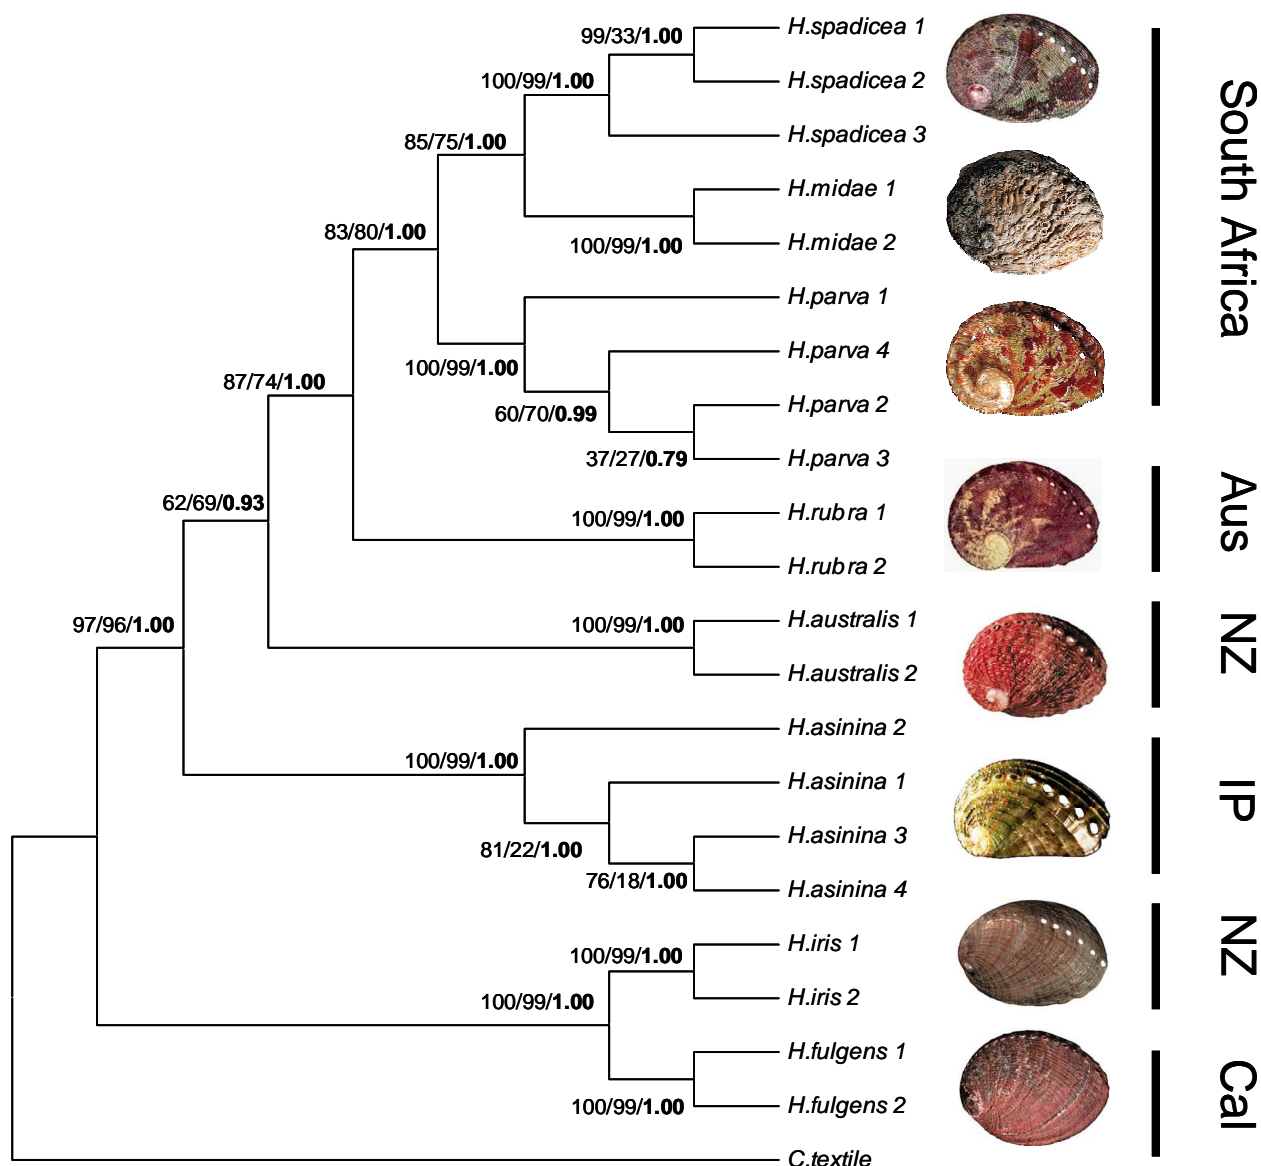 99/33/1.00
H.spadicea 1
100/99/1.00
H.spadicea 2
85/75/1.00
H.spadicea 3
H.midae 1
83/80/1.00
100/99/1.00
H.midae 2
H.parva 1
100/99/1.00
H.parva 4
87/74/1.00
60/70/0.99
H.parva 2
37/27/0.79
H.parva 3
South Africa
62/69/0.93
100/99/1.00
H.rubra 1
H.rubra 2
Aus
97/96/1.00
100/99/1.00
H.australis 1
H.australis 2
NZ
H.asinina 2
100/99/1.00
H.asinina 1
81/22/1.00
H.asinina 3
76/18/1.00
H.asinina 4
IP
100/99/1.00
H.iris 1
100/99/1.00
H.iris 2
NZ
H.fulgens 1
100/99/1.00
H.fulgens 2
Cal
C.textile